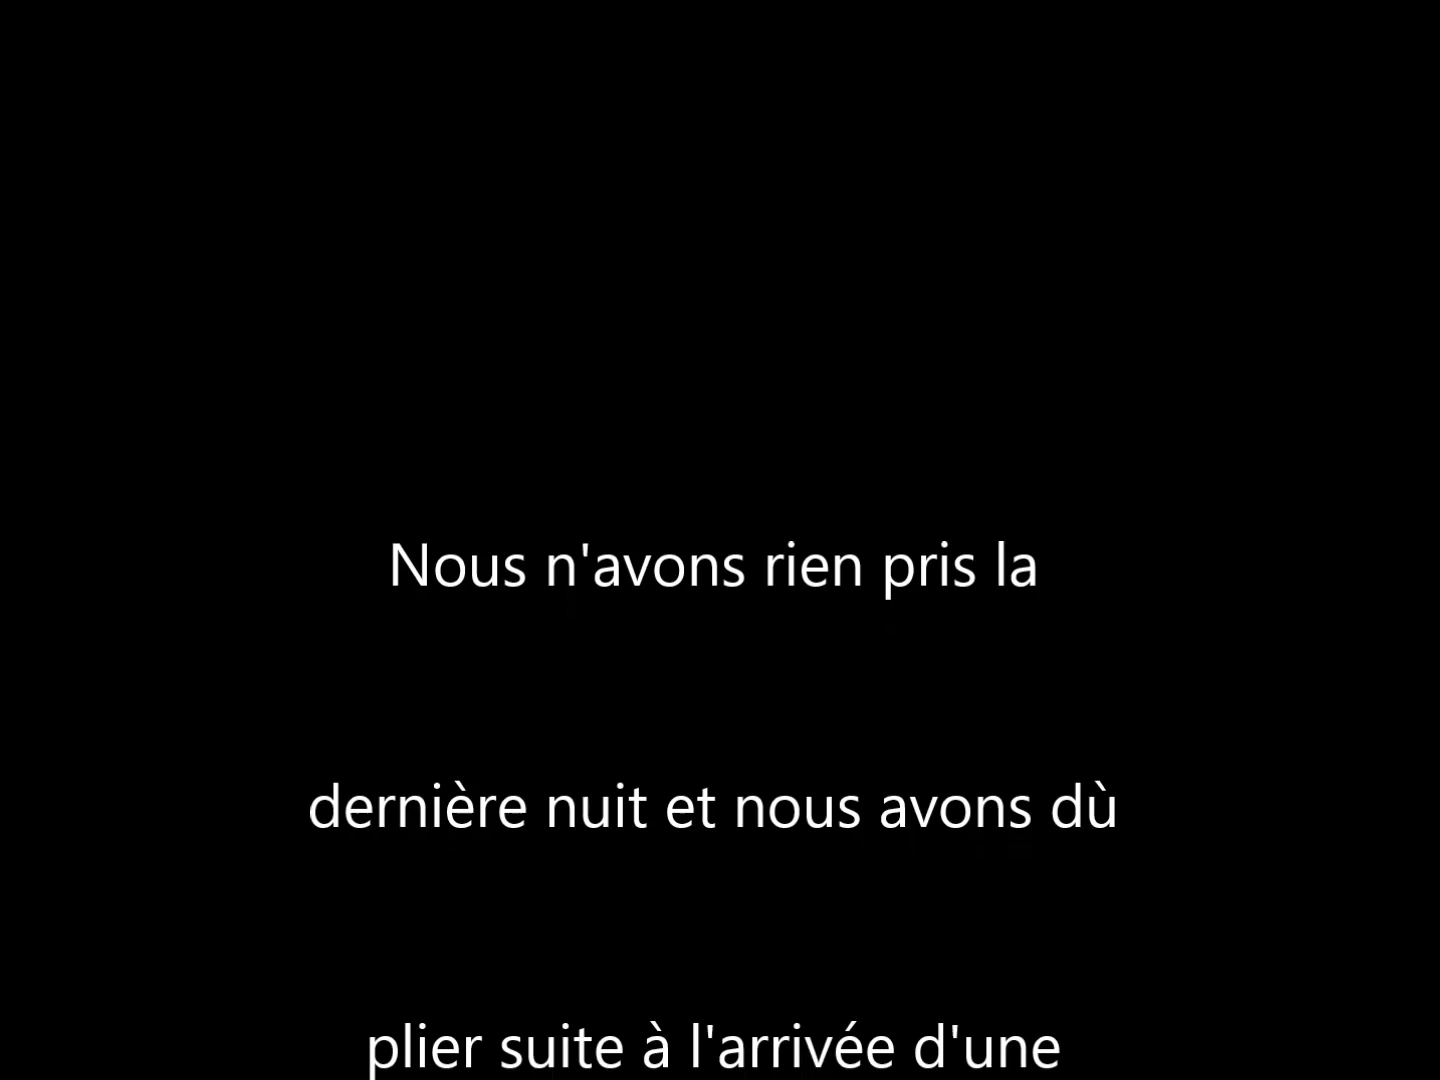 Nous n'avons rien pris la
dernière nuit et nous avons dù
plier suite à l'arrivée d'une